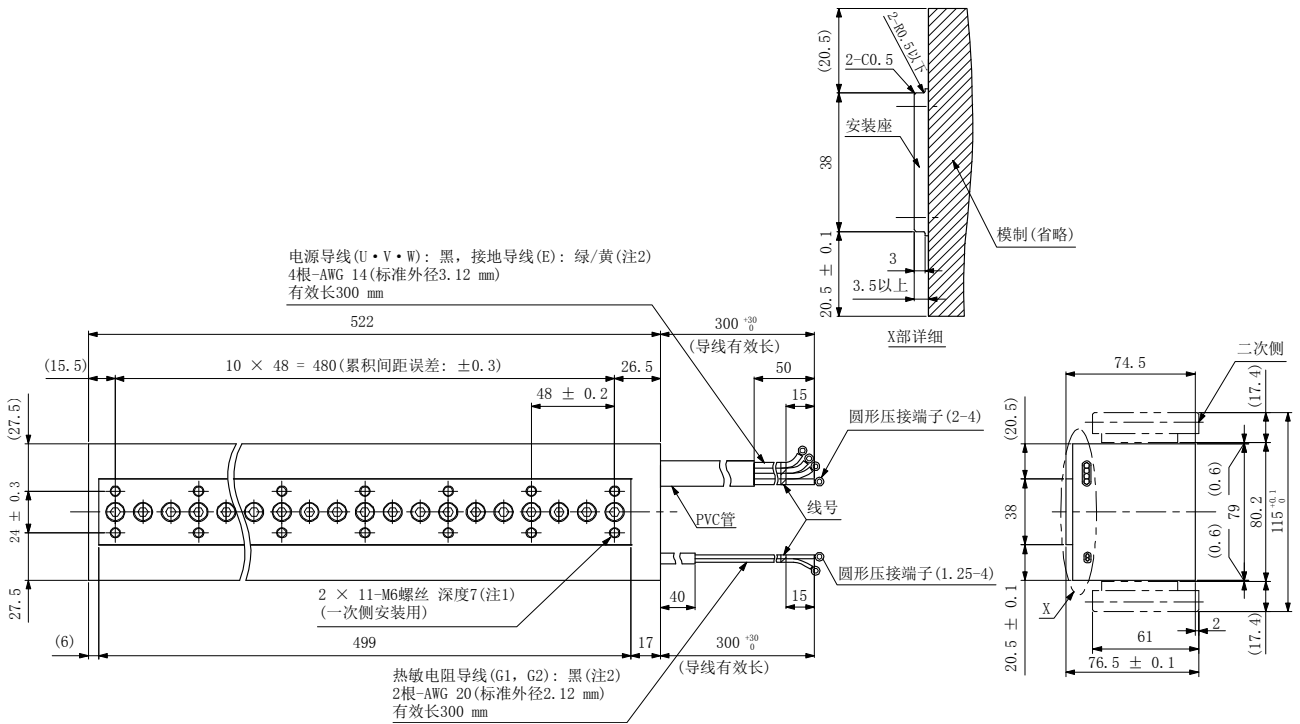 (20.5)
2-R0.5以下
2-C0.5
安装座
38
模制(省略)
20.5 ± 0.1
3
3.5以上
X部详细
电源导线(U・V・W): 黑, 接地导线(E): 绿/黄(注2)
4根-AWG 14(标准外径3.12 mm)
有效长300 mm
522
300 +30 0
(导线有效长)
(15.5)
10 × 48 = 480(累积间距误差: ±0.3)
26.5
50
48 ± 0.2
15
圆形压接端子(2-4)
(27.5)
24 ± 0.3
27.5
PVC管
线号
圆形压接端子(1.25-4)
2 × 11-M6螺丝 深度7(注1)
(一次侧安装用)
40
15
(6)
499
17
300 +30 0
(导线有效长)
热敏电阻导线(G1, G2): 黑(注2)
2根-AWG 20(标准外径2.12 mm)
有效长300 mm
二次侧
74.5
(17.4)
(20.5)
38
(0.6)
79
(0.6)
80.2
115 +0.1 0
20.5 ± 0.1
X
2
61
(17.4)
76.5 ± 0.1